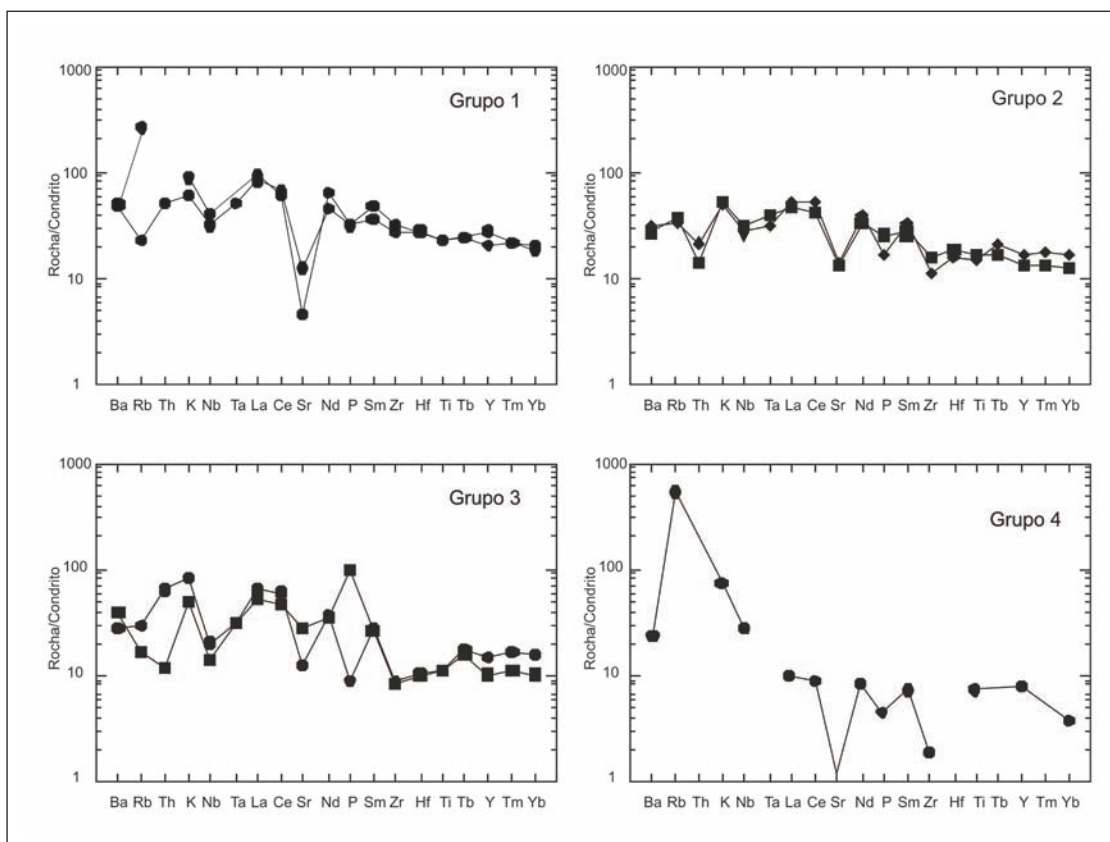 1000
Grupo 1
100
Rocha/Condrito
10
1
Ba Rb Th K Nb Ta La Ce Sr Nd P Sm Zr Hf Ti Tb Y Tm Yb
1000
Grupo 2
100
Rocha/Condrito
10
1
Ba Rb Th K Nb Ta La Ce Sr Nd P Sm Zr Hf Ti Tb Y Tm Yb
1000
Grupo 3
100
Rocha/Condrito
10
1
Ba Rb Th K Nb Ta La Ce Sr Nd P Sm Zr Hf Ti Tb Y Tm Yb
1000
Grupo 4
100
Rocha/Condrito
10
1
Ba Rb Th K Nb Ta La Ce Sr Nd P Sm Zr Hf Ti Tb Y Tm Yb